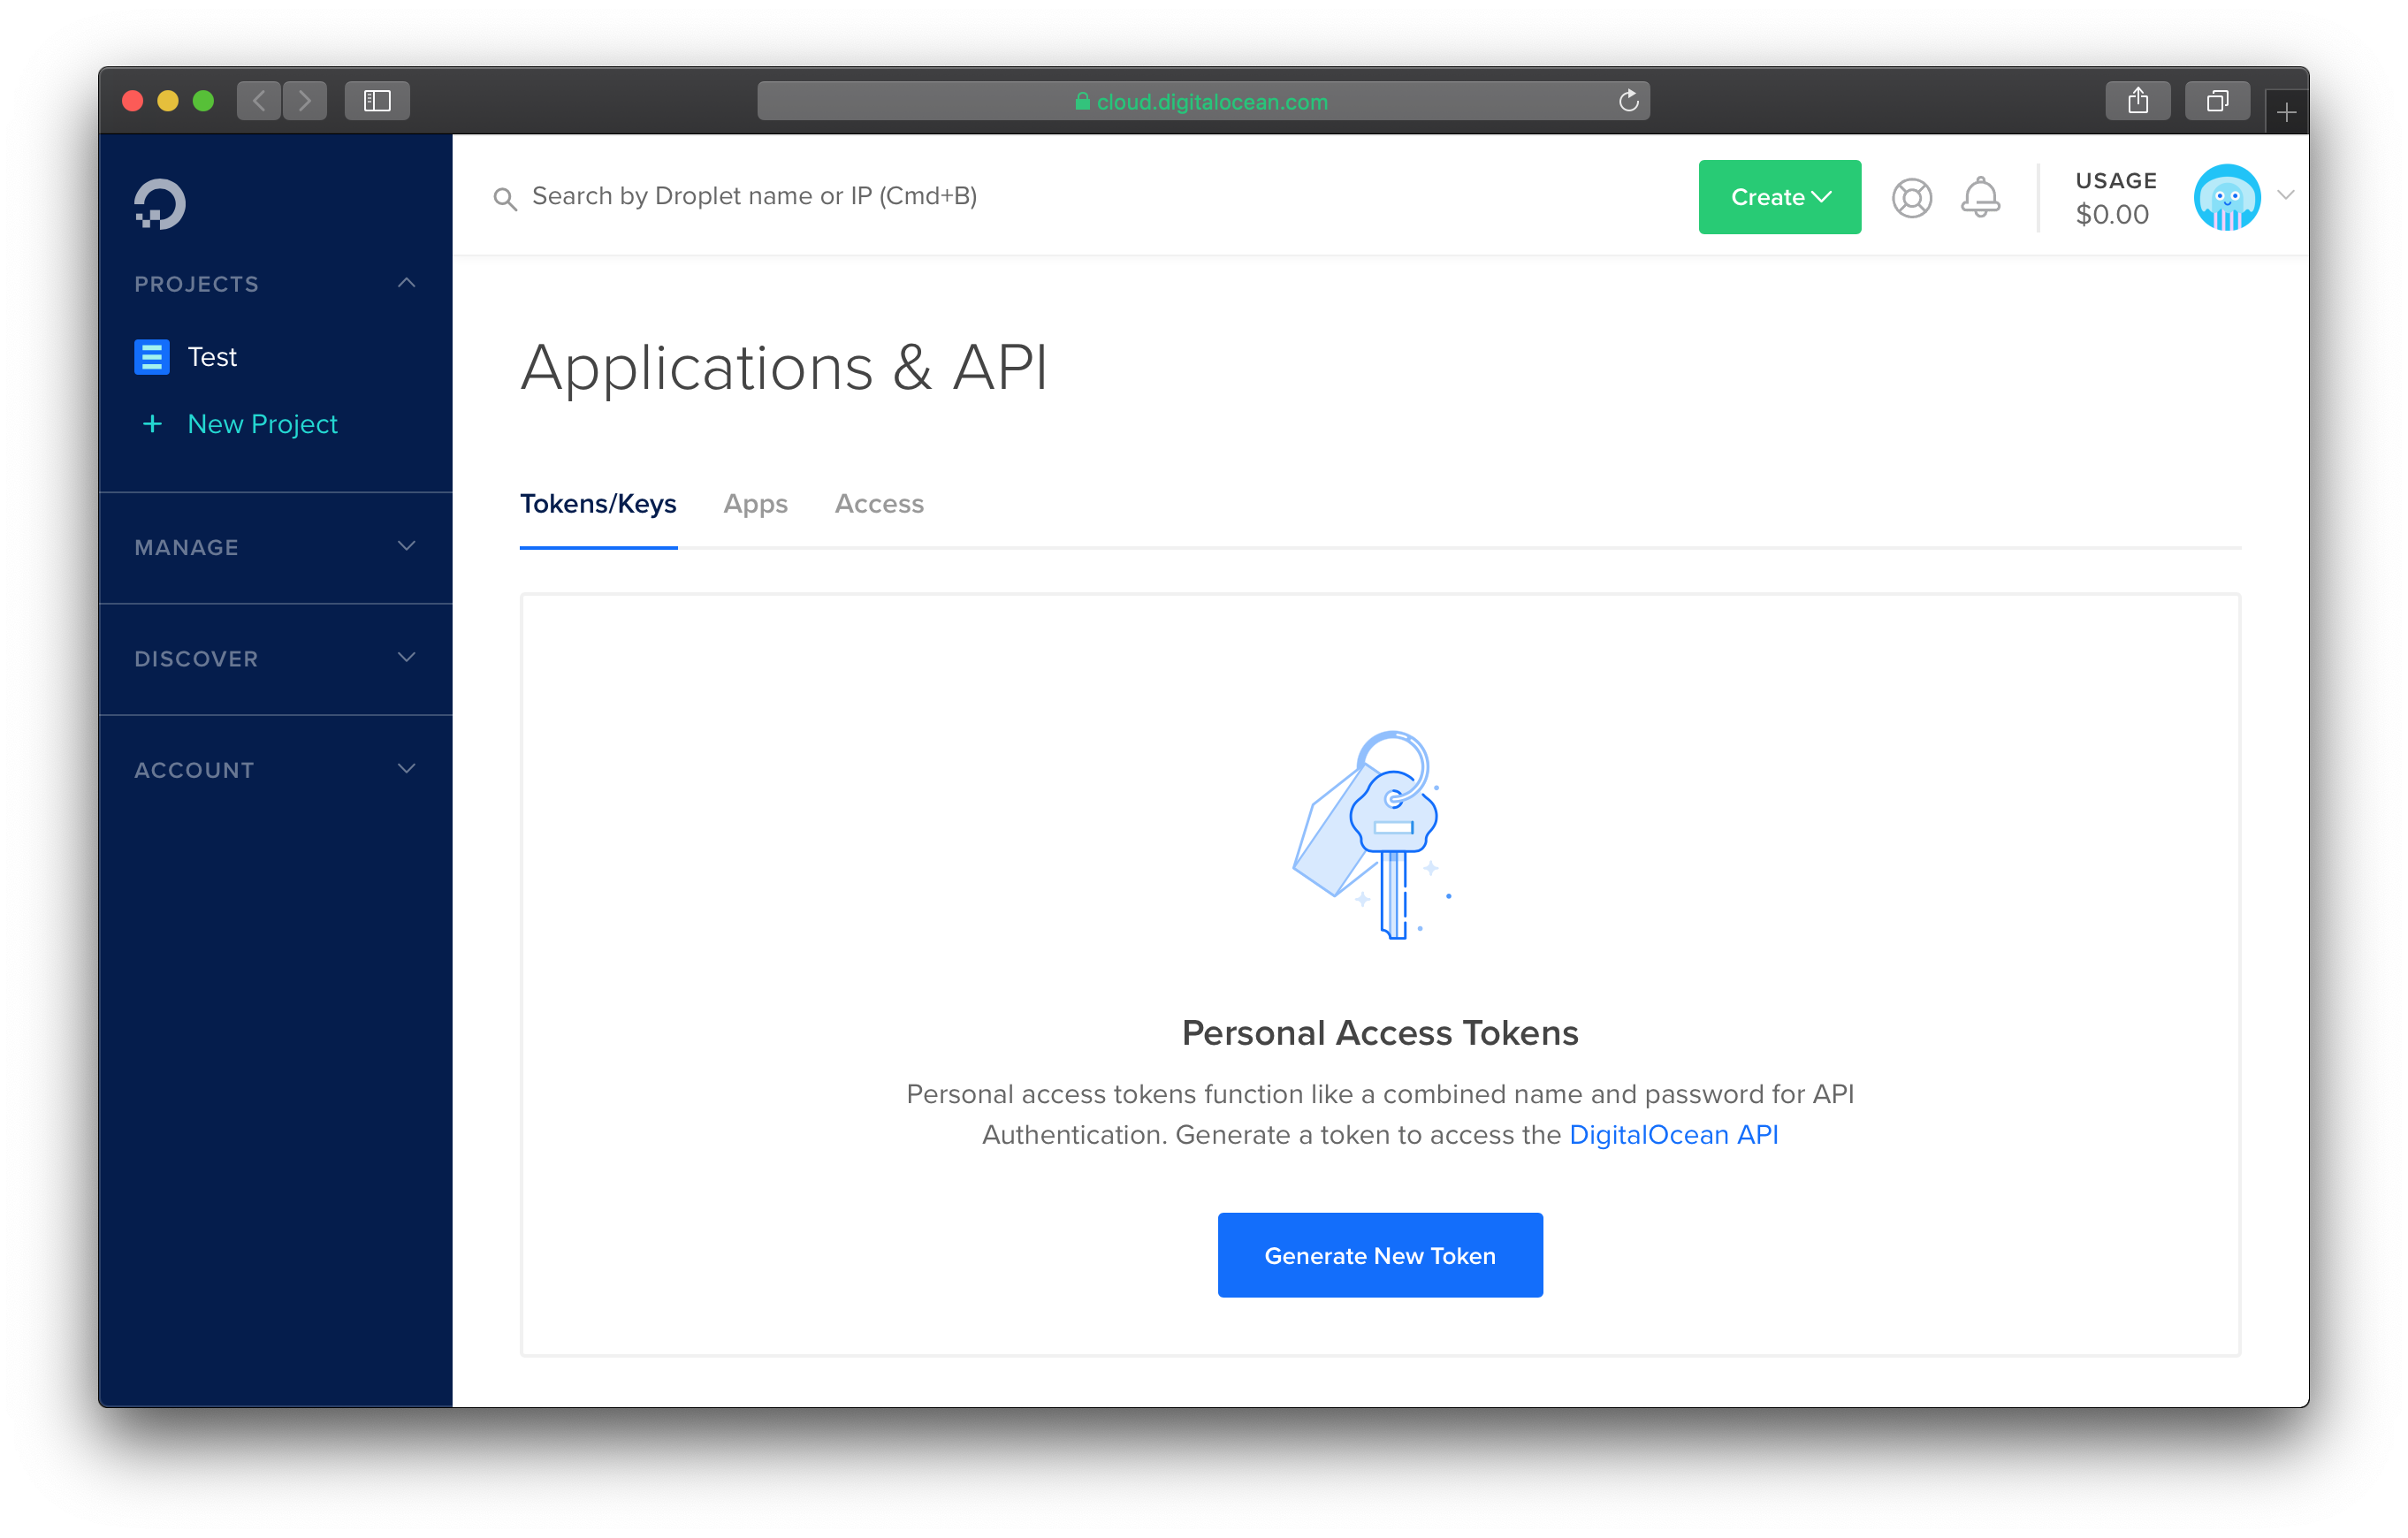 cloud.digitalocean.com
Search by Droplet name or IP (Cmd+B)
Create
USAGE
$0.00
PROJECTS
Test
+ New Project
MANAGE
DISCOVER
ACCOUNT
Applications & API
Tokens/Keys Apps Access
Personal Access Tokens
Personal access tokens function like a combined name and password for API
Authentication. Generate a token to access the DigitalOcean API
Generate New Token